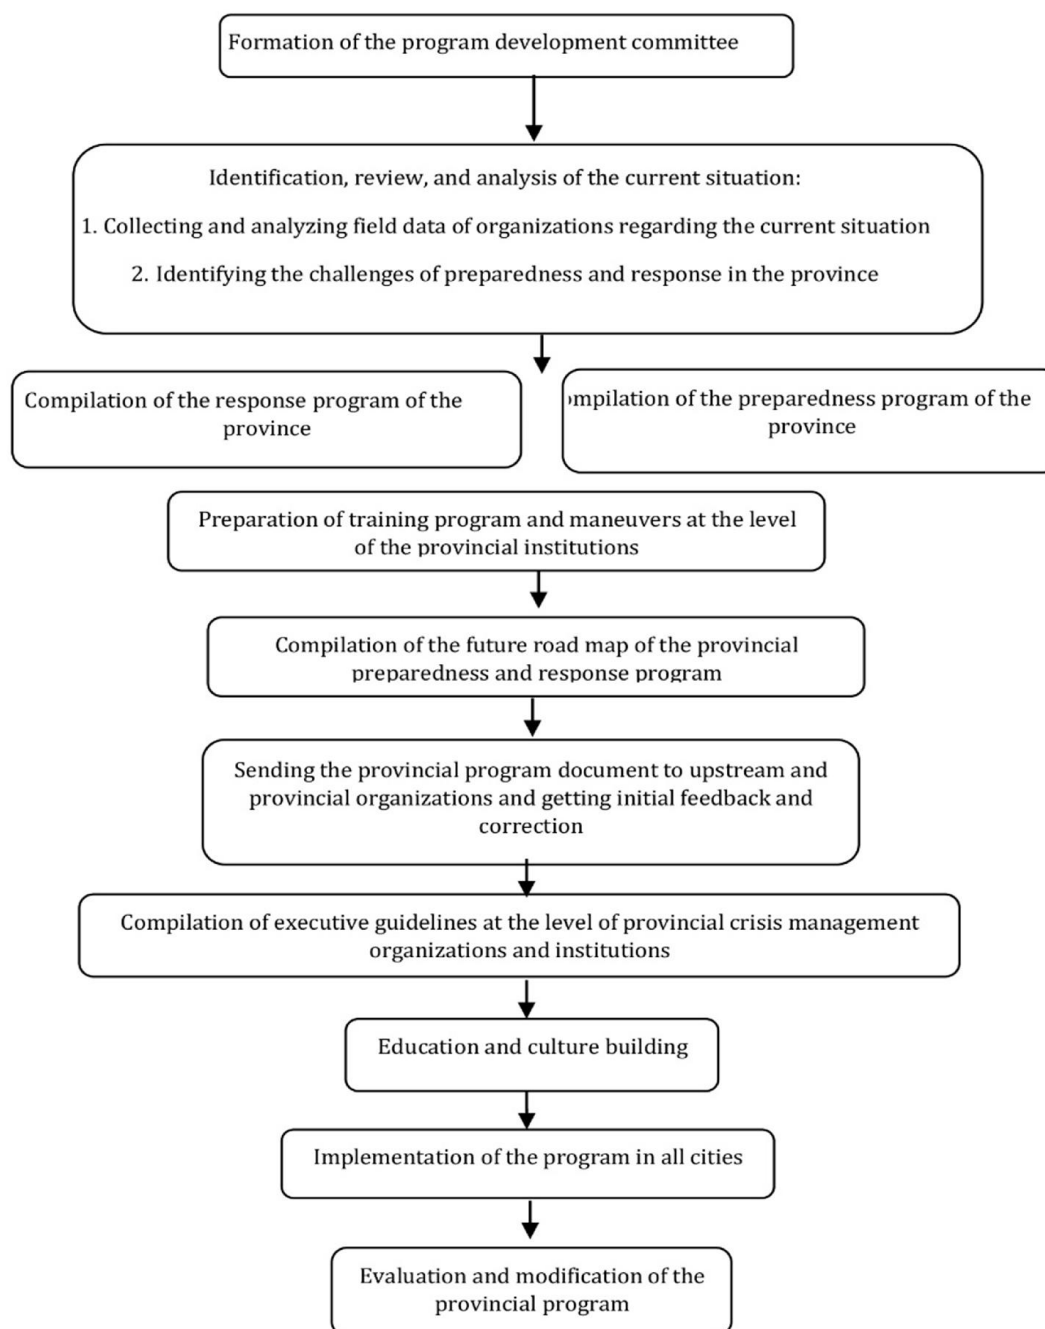 Formation of the program development committee
Identification, review, and analysis of the current situation:
1. Collecting and analyzing field data of organizations regarding the current situation
2. Identifying the challenges of preparedness and response in the province
Compilation of the response program of the
province
ompilation of the preparedness program of the
province
Preparation of training program and maneuvers at the level
of the provincial institutions
Compilation of the future road map of the provincial
preparedness and response program
Sending the provincial program document to upstream and
provincial organizations and getting initial feedback and
correction
Compilation of executive guidelines at the level of provincial crisis management
organizations and institutions
Education and culture building
Implementation of the program in all cities
Evaluation and modification of the
provincial program